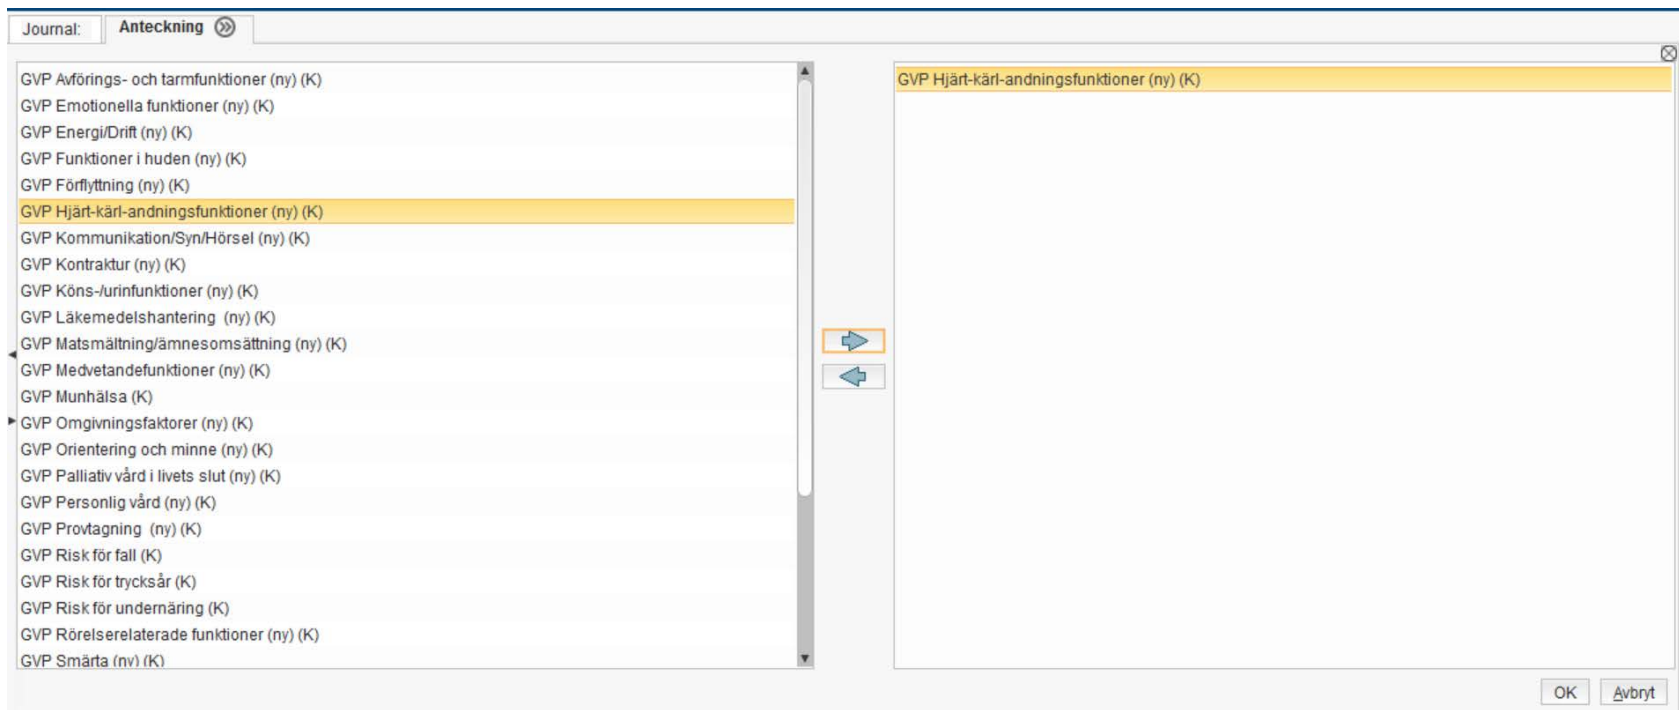 Journal:
Anteckning
GVP Avförings- och tarmfunktioner (ny) (K)
GVP Emotionella funktioner (ny) (K)
GVP Energi/Drift (ny) (K)
GVP Funktioner i huden (ny) (K)
GVP Förflyttning (ny) (K)
GVP Hjärt-kärl-andningsfunktioner (ny) (K)
GVP Kommunikation/Syn/Hörsel (ny) (K)
GVP Kontraktur (ny) (K)
GVP Köns-/urinfunktioner (ny) (K)
GVP Läkemedelshantering  (ny) (K)
GVP Matsmältning/ämnesomsättning (ny) (K)
GVP Medvetandefunktioner (ny) (K)
GVP Munhälsa (K)
GVP Omgivningsfaktorer (ny) (K)
GVP Orientering och minne (ny) (K)
GVP Palliativ vård i livets slut (ny) (K)
GVP Personlig vård (ny) (K)
GVP Provtagning  (ny) (K)
GVP Risk för fall (K)
GVP Risk för trycksår (K)
GVP Risk för undernäring (K)
GVP Rörelserelaterade funktioner (ny) (K)
GVP Smärta (ny) (K)
GVP Hjärt-kärl-andningsfunktioner (ny) (K)
OK
Avbryt